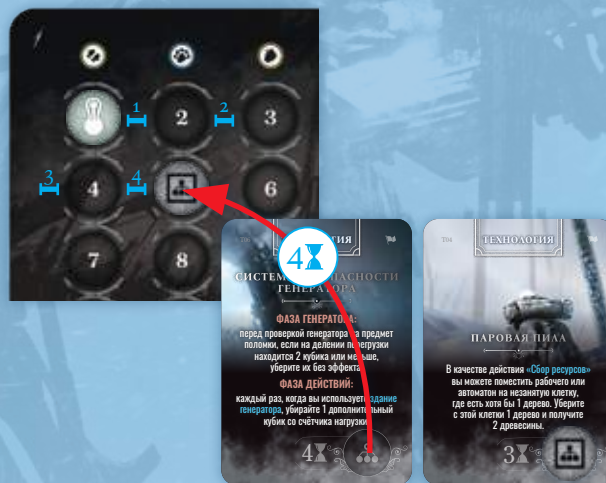 1
2
2
3
3
4
4
6
7
8
4
ТЕХНОЛОГИЯ
ГЕНЕРАТОРА
ФАЗА ГЕНЕРАТОРА:
перед проверкой генератора на предмет
поломки, если на делении перегрузки
находится 2 кубика или меньше,
уберите их без эффекта.
ФАЗА ДЕЙСТВИЙ:
каждый раз, когда вы используете здание
генератора, убирайте 1 дополнительный
кубик со счётчика нагрузки.
4
ПАРОВАЯ ПИЛА
В качестве действия «Сбор ресурсов»
вы можете поместить рабочего или
автоматон на незанятую клетку,
где есть хотя бы 1 дерево. Уберите
с этой клетки 1 дерево и получите
2 древесины.
3